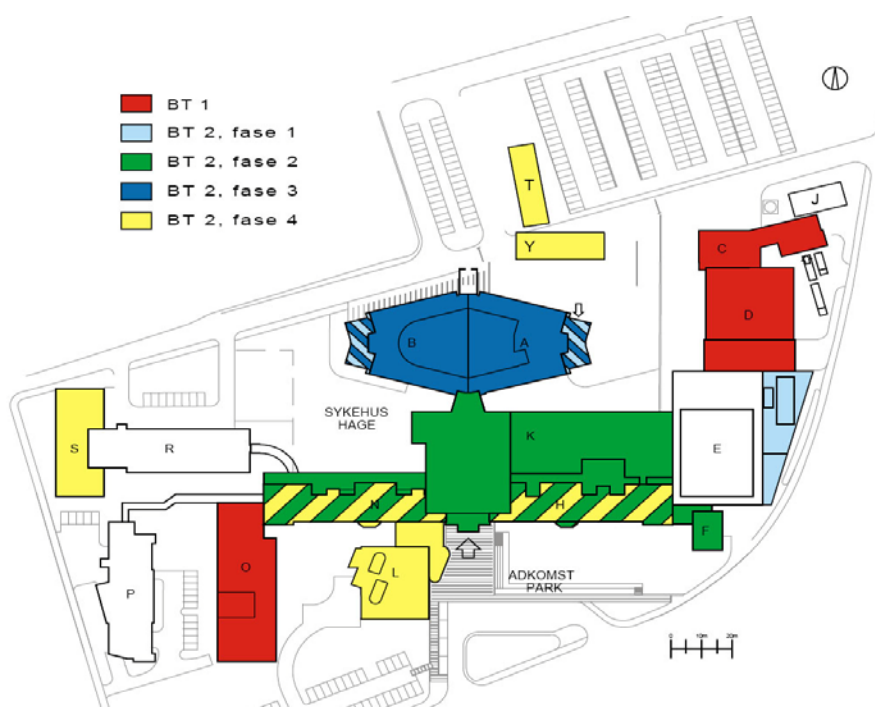 BT 1
BT 2, fase 1
BT 2, fase 2
BT 2, fase 3
BT 2, fase 4
T
Y
J
C
D
B
A
SYKEHUS
HAGE
K
S
R
E
N
H
F
O
P
L
ADKOMST
PARK
0 10m 20m